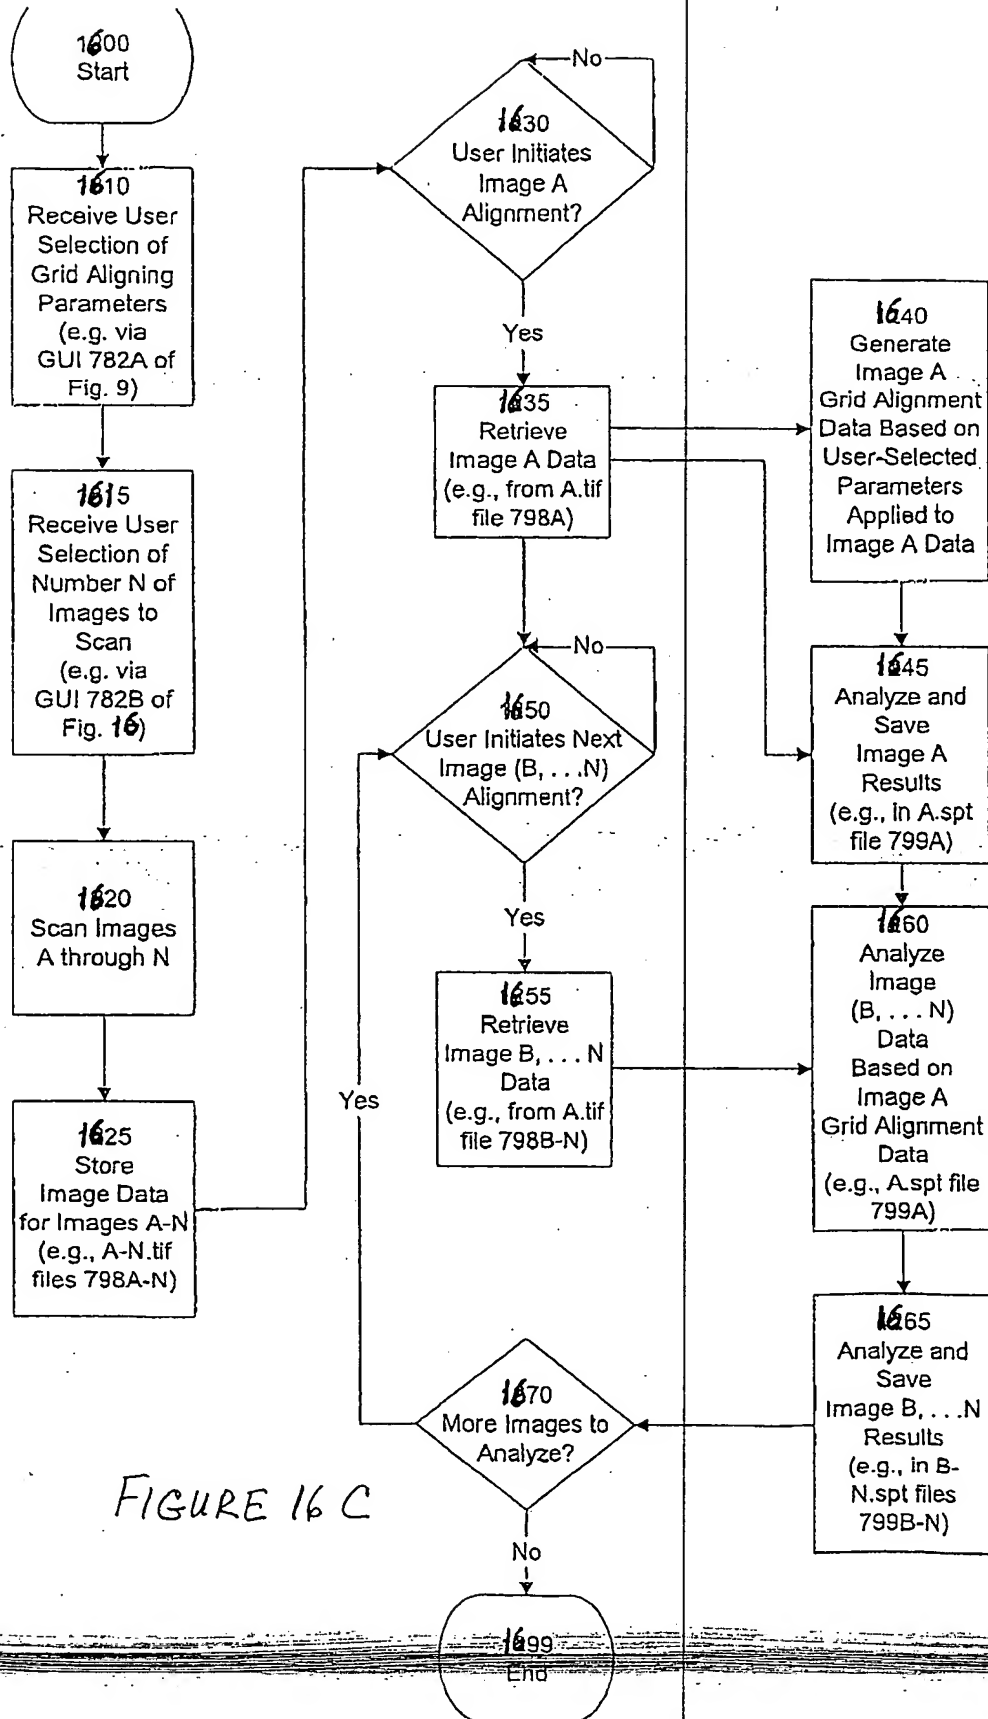 1600
Start
1610
Receive User
Selection of
Grid Aligning
Parameters
(e.g. via
GUI 782A of
Fig. 9)
1615
Receive User
Selection of
Number N of
Images to
Scan
(e.g. via
GUI 782B of
Fig. 16)
1620
Scan Images
A through N
1625
Store
Image Data
for Images A-N
(e.g., A-N.tif
files 798A-N)
No
1630
User Initiates
Image A
Alignment?
Yes
1635
Retrieve
Image A Data
(e.g., from A.tif
file 798A)
No
1650
User Initiates Next
Image (B, . . .N)
Alignment?
Yes
1655
Retrieve
Image B, . . . N
Data
(e.g., from A.tif
file 798B-N)
Yes
1640
Generate
Image A
Grid Alignment
Data Based on
User-Selected
Parameters
Applied to
Image A Data
1645
Analyze and
Save
Image A
Results
(e.g., in A.spt
file 799A)
1660
Analyze
Image
(B, . . . N)
Data
Based on
Image A
Grid Alignment
Data
(e.g., A.spt file
799A)
1665
Analyze and
Save
Image B, . . .N
Results
(e.g., in B-
N.spt files
799B-N)
1670
More Images to
Analyze?
No
1699
End
FIGURE 16 C